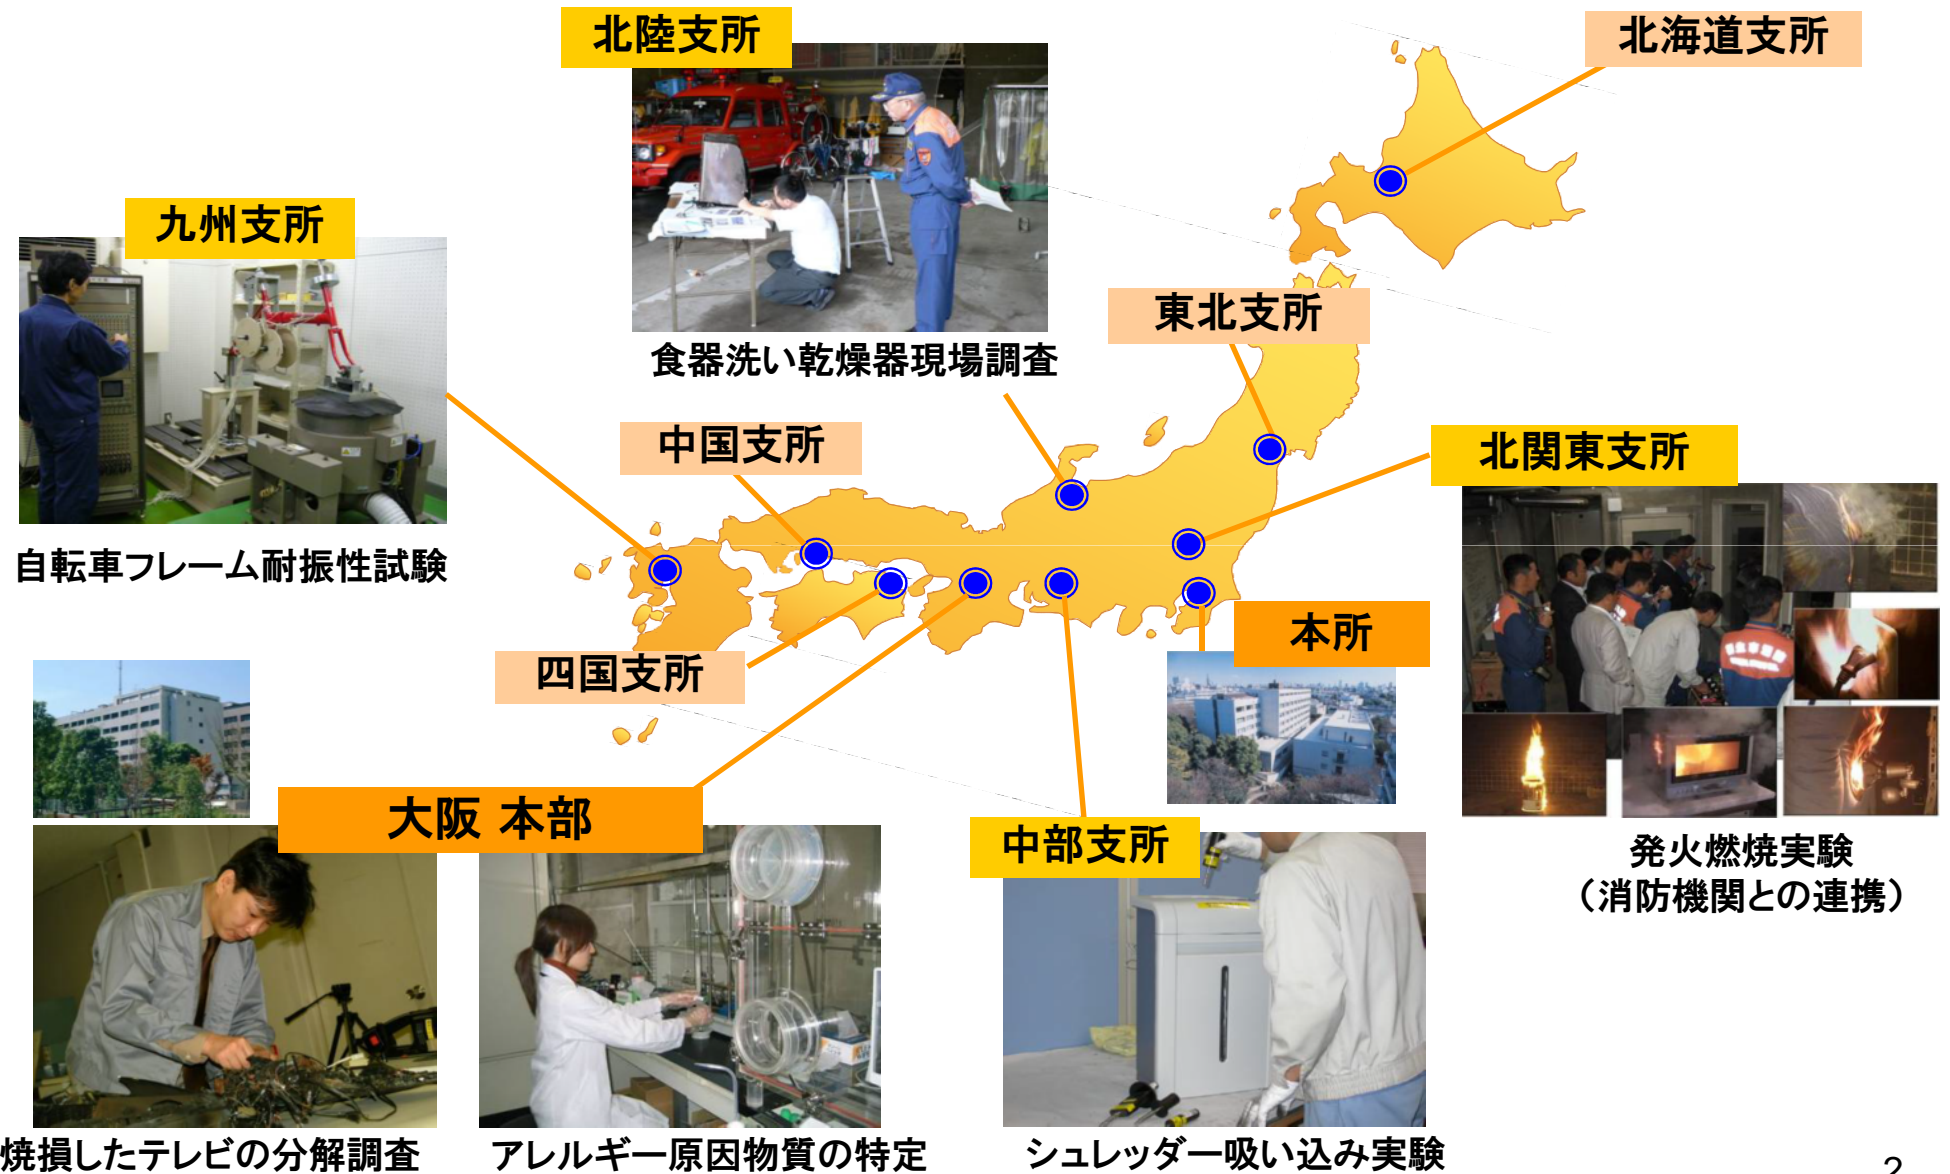 北陸支所
北海道支所
九州支所
東北支所
食器洗い乾燥器現場調査
中国支所
北関東支所
自転車フレーム耐振性試験
本所
四国支所
大阪 本部
中部支所
発火燃焼実験
（消防機関との連携）
焼損したテレビの分解調査
アレルギー原因物質の特定
シュレッダー吸い込み実験
2